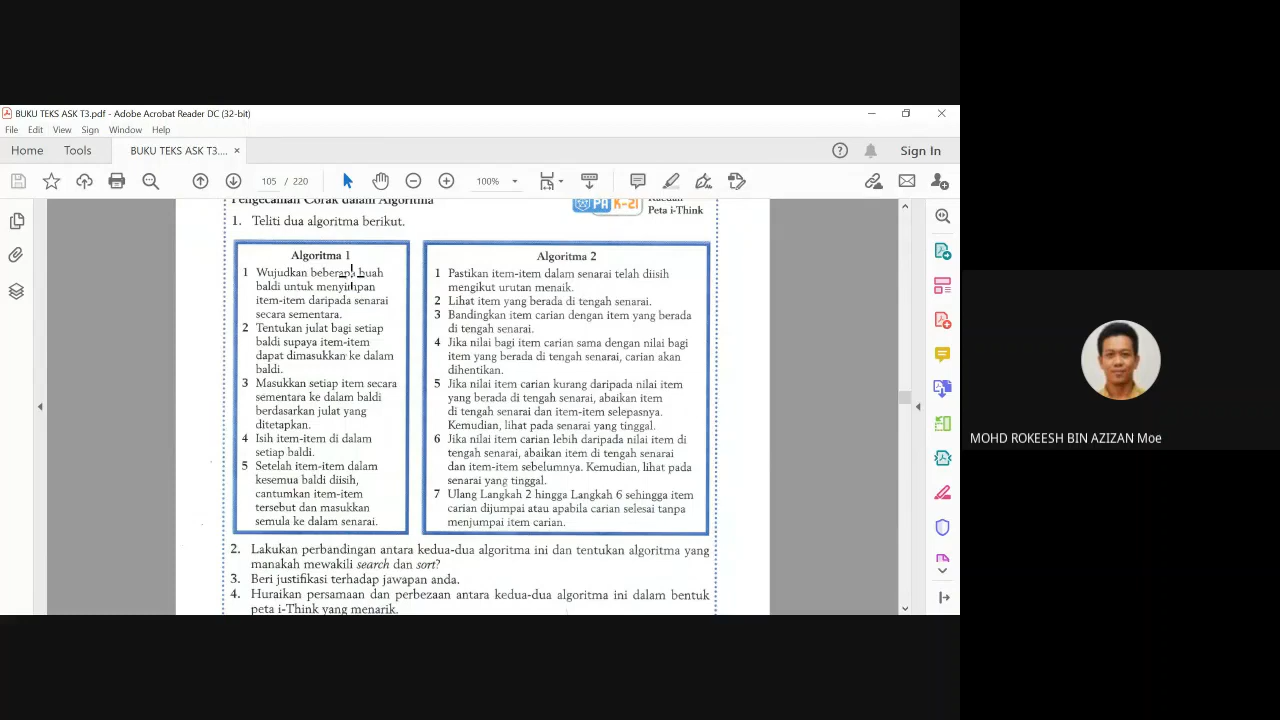 BUKU TEKS ASK T3.pdf - Adobe Acrobat Reader DC (32-bit)
File Edit View Sign Window Help
Home Tools BUKU TEKS ASK T3.... × Sign In
105 / 220 100%
Pengecaman Corak dalam Algoritma
PA K-21
Peta i-Think
1. Teliti dua algoritma berikut.
Algoritma 1
1 Wujudkan beberapa buah
baldi untuk menyimpan
item-item daripada senarai
secara sementara.
2 Tentukan julat bagi setiap
baldi supaya item-item
dapat dimasukkan ke dalam
baldi.
3 Masukkan setiap item secara
sementara ke dalam baldi
berdasarkan julat yang
ditetapkan.
4 Isih item-item di dalam
setiap baldi.
5 Setelah item-item dalam
kesemua baldi diisih,
cantumkan item-item
tersebut dan masukkan
semula ke dalam senarai.
Algoritma 2
1 Pastikan item-item dalam senarai telah diisih
mengikut urutan menaik.
2 Lihat item yang berada di tengah senarai.
3 Bandingkan item carian dengan item yang berada
di tengah senarai.
4 Jika nilai bagi item carian sama dengan nilai bagi
item yang berada di tengah senarai, carian akan
dihentikan.
5 Jika nilai item carian kurang daripada nilai item
yang berada di tengah senarai, abaikan item
di tengah senarai dan item-item selepasnya.
Kemudian, lihat pada senarai yang tinggal.
6 Jika nilai item carian lebih daripada nilai item di
tengah senarai, abaikan item di tengah senarai
dan item-item sebelumnya. Kemudian, lihat pada
senarai yang tinggal.
7 Ulang Langkah 2 hingga Langkah 6 sehingga item
carian dijumpai atau apabila carian selesai tanpa
menjumpai item carian.
2. Lakukan perbandingan antara kedua-dua algoritma ini dan tentukan algoritma yang
manakah mewakili search dan sort?
3. Beri justifikasi terhadap jawapan anda.
4. Huraikan persamaan dan perbezaan antara kedua-dua algoritma ini dalam bentuk
peta i-Think yang menarik.
MOHD ROKEESH BIN AZIZAN Moe